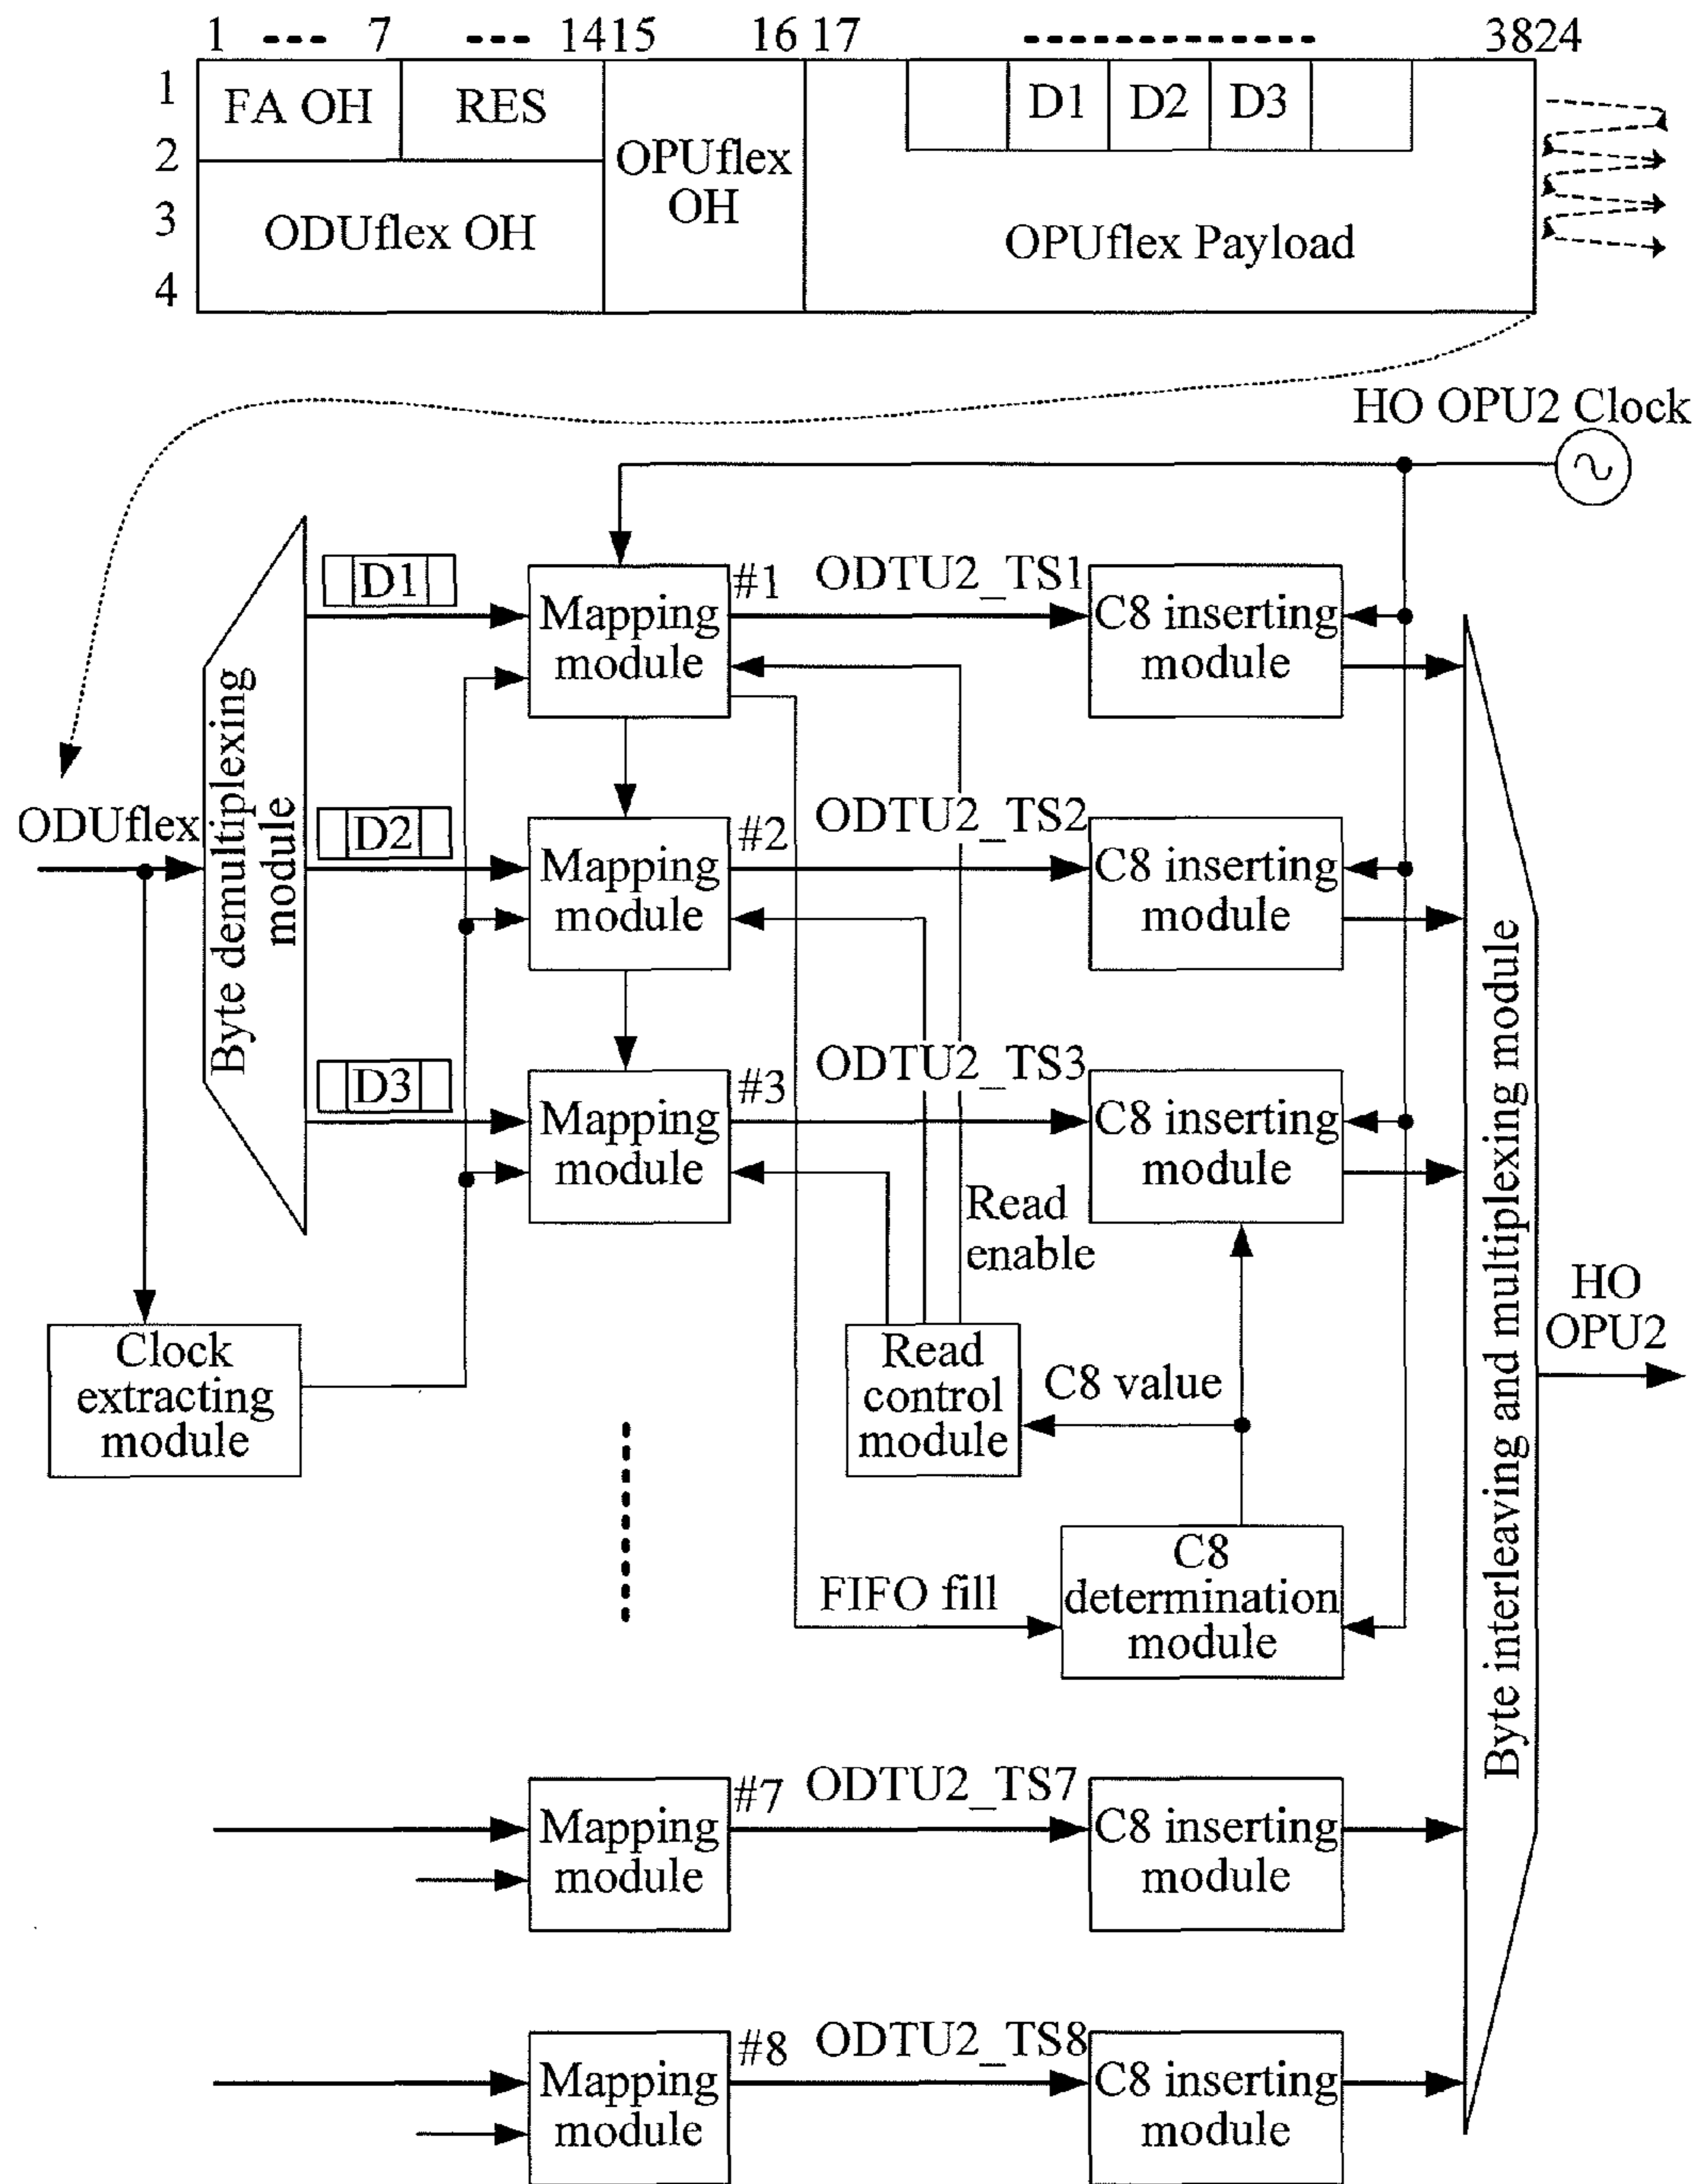 1 --- 7 --- 1415 16 17 ------------ 3824
1
FA OH
RES
D1
D2
D3
2
OPUflex
OH
3
ODUflex OH
OPUflex Payload
4
HO OPU2 Clock
D1
Mapping
module
#1
ODTU2_TS1
C8 inserting
module
ODUflex
Byte demultiplexing
module
D2
Mapping
module
#2
ODTU2_TS2
C8 inserting
module
D3
Mapping
module
#3
ODTU2_TS3
C8 inserting
module
Read
enable
Clock
extracting
module
Read
control
module
C8 value
FIFO fill
C8
determination
module
Byte interleaving and multiplexing module
HO
OPU2
Mapping
module
#7
ODTU2_TS7
C8 inserting
module
Mapping
module
#8
ODTU2_TS8
C8 inserting
module